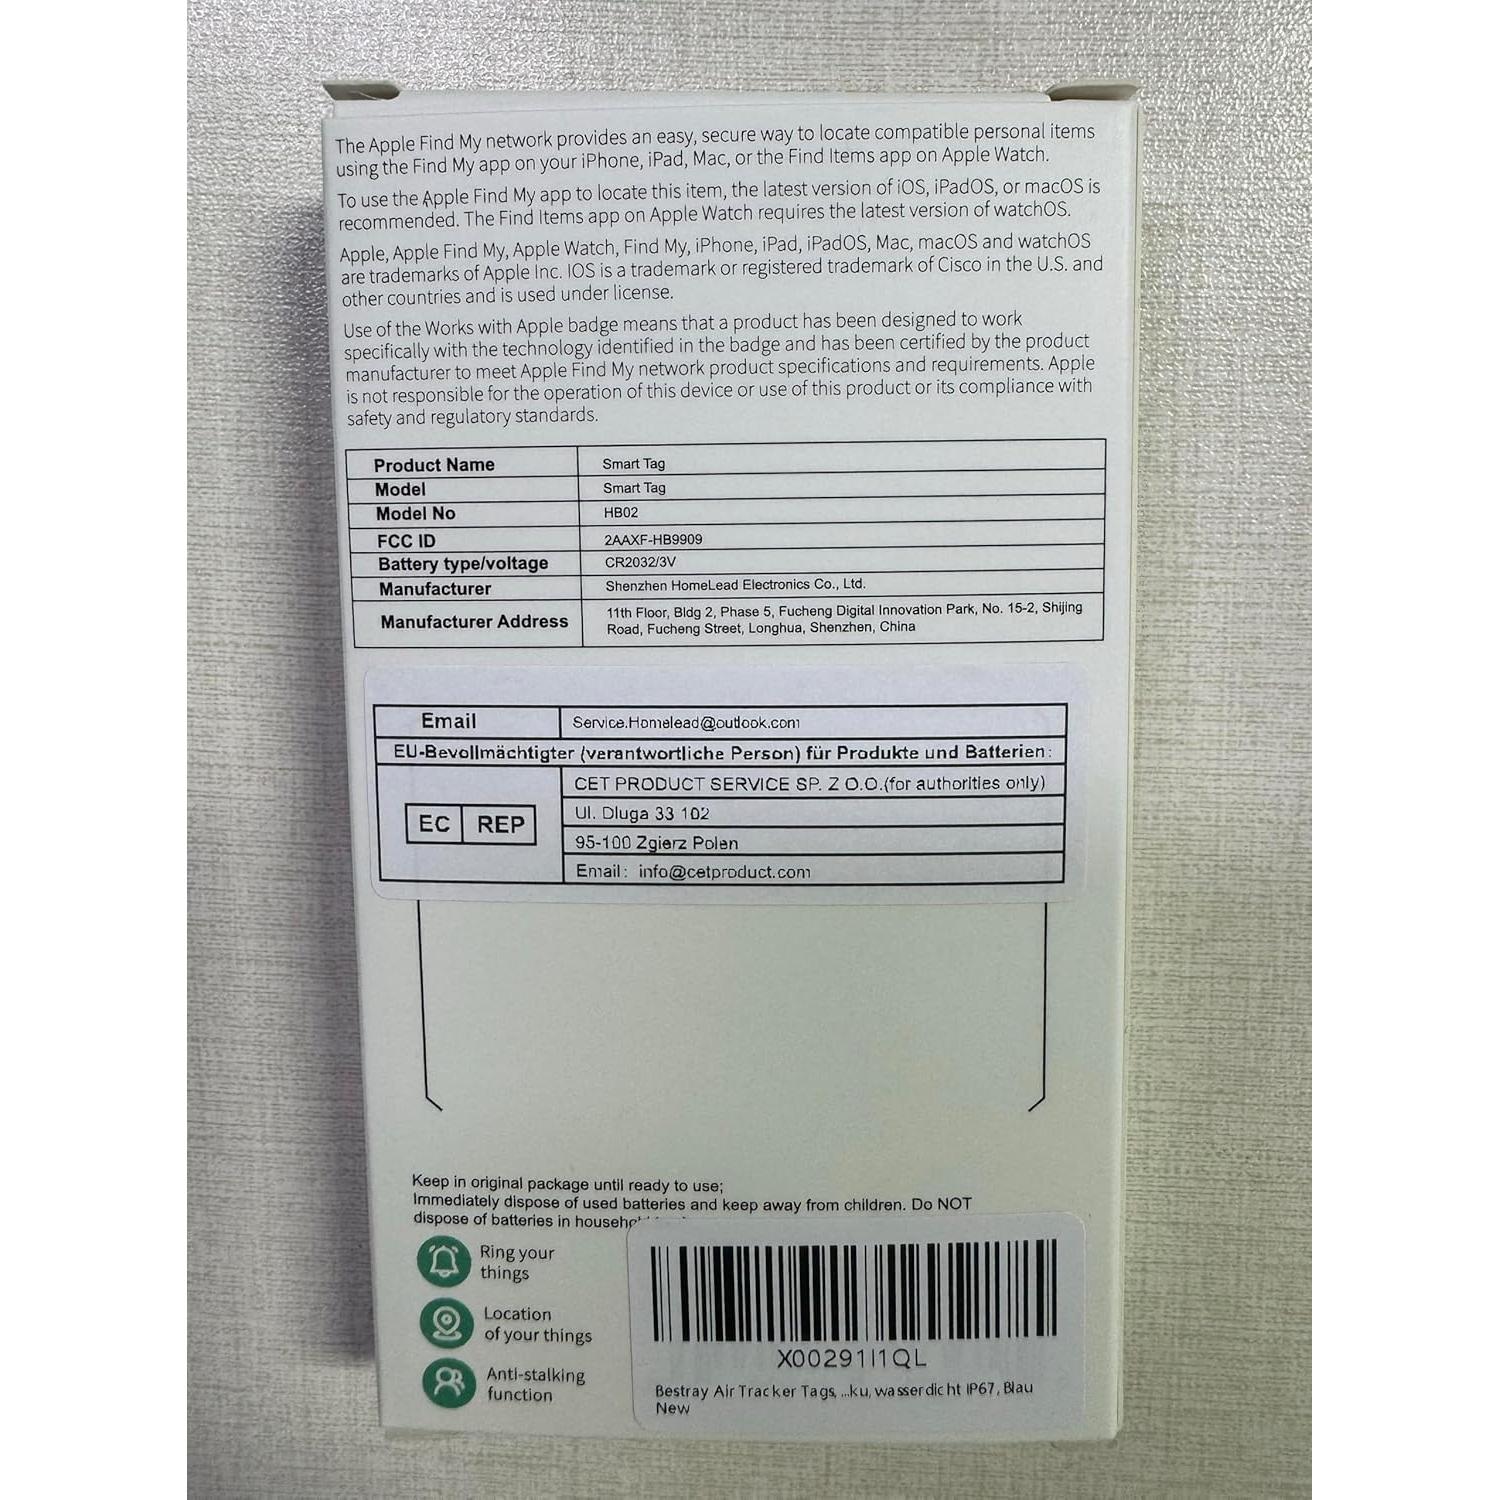 The Apple Find My network provides an easy, secure way to locate compatible personal items
using the Find My app on your iPhone, iPad, Mac, or the Find Items app on Apple Watch.
To use the Apple Find My app to locate this item, the latest version of iOS, iPadOS, or macOS is
recommended. The Find Items app on Apple Watch requires the latest version of watchOS.
Apple, Apple Find My, Apple Watch, Find My, iPhone, iPad, iPadOS, Mac, macOS and watchOS
are trademarks of Apple Inc. IOS is a trademark or registered trademark of Cisco in the U.S. and
other countries and is used under license.
Use of the Works with Apple badge means that a product has been designed to work
specifically with the technology identified in the badge and has been certified by the product
manufacturer to meet Apple Find My network product specifications and requirements. Apple
is not responsible for the operation of this device or use of this product or its compliance with
safety and regulatory standards.
Product Name Smart Tag
Model Smart Tag
Model No HB02
FCC ID 2AAXF-HB9909
Battery type/voltage CR2032/3V
Manufacturer Shenzhen HomeLead Electronics Co., Ltd.
Manufacturer Address 11th Floor, Bldg 2, Phase 5, Fucheng Digital Innovation Park, No. 15-2, Shijing
Road, Fucheng Street, Longhua, Shenzhen, China
Email Service.Homelead@outlook.com
EU-Bevollmächtigter (verantwortliche Person) für Produkte und Batterien:
EC REP
CET PRODUCT SERVICE SP. Z O.O.(for authorities only)
Ul. Dluga 33 102
95-100 Zgierz Polen
Email: info@cetproduct.com
Keep in original package until ready to use;
Immediately dispose of used batteries and keep away from children. Do NOT
dispose of batteries in
Ring your
things
Location
of your things
Anti-stalking
function
X00291I1QL
Bestray Air Tracker Tags, ...ku, wasserdicht IP67, Blau
New